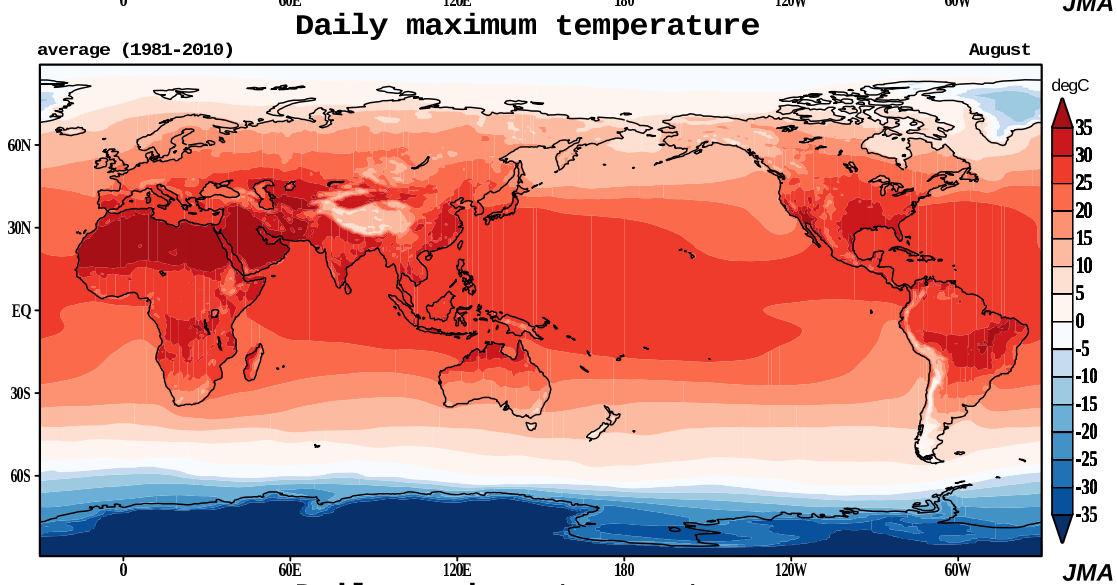 0 60E 120E 180 120W 60W JMA
Daily maximum temperature
average (1981-2010) August
degC
35
30
25
20
15
10
5
0
-5
-10
-15
-20
-25
-30
-35
60N
30N
EQ
30S
60S
0 60E 120E 180 120W 60W
JMA